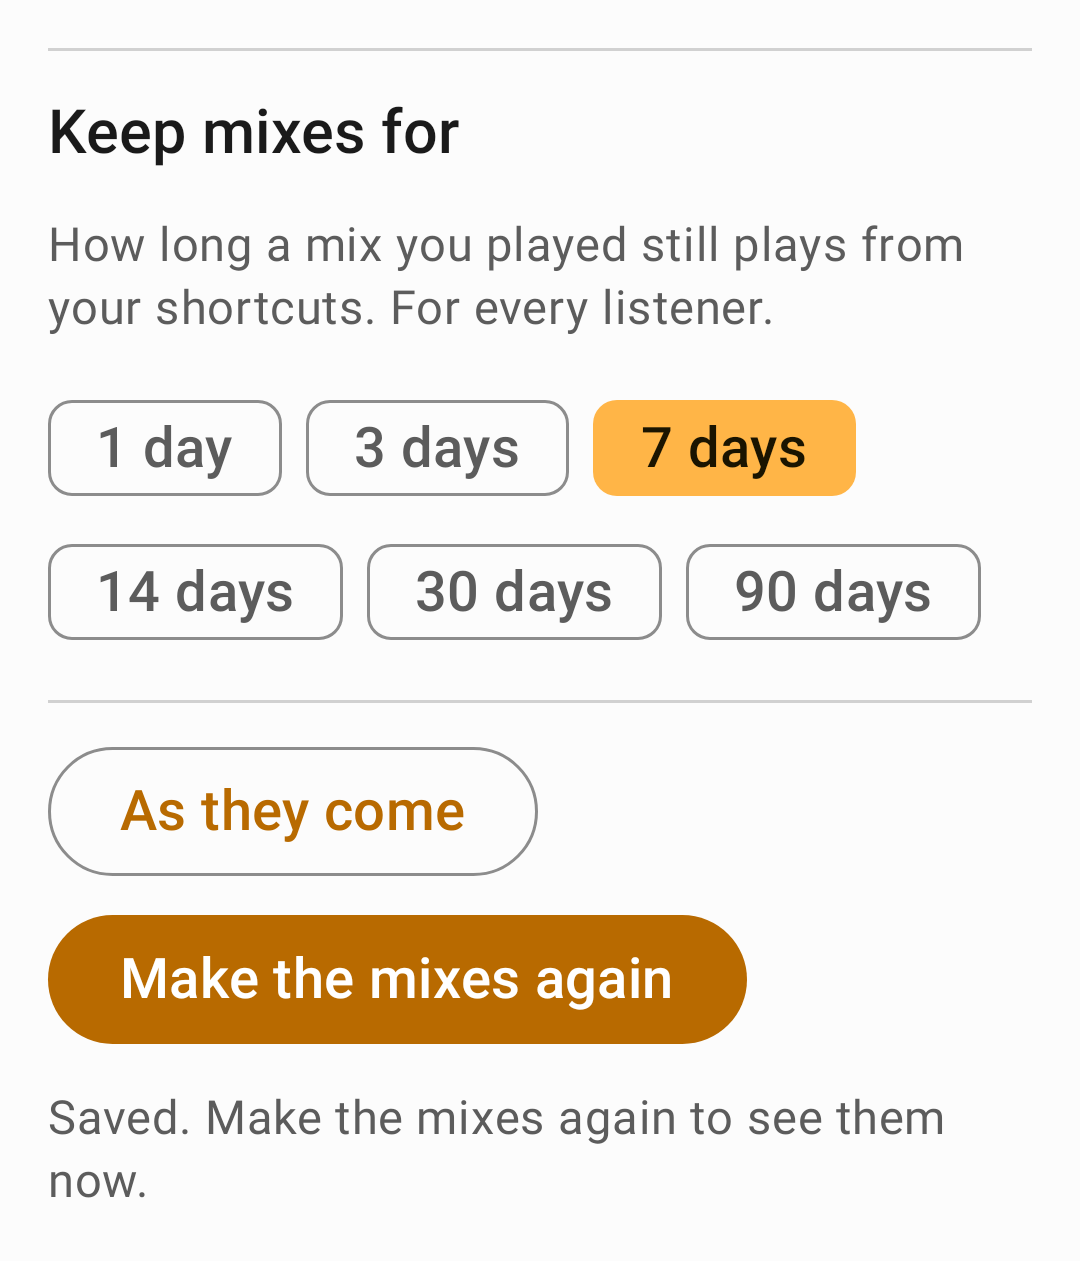 Keep mixes for
How long a mix you played still plays from
your shortcuts. For every listener.
1 day
3 days
7 days
14 days
30 days
90 days
As they come
Make the mixes again
Saved. Make the mixes again to see them
now.